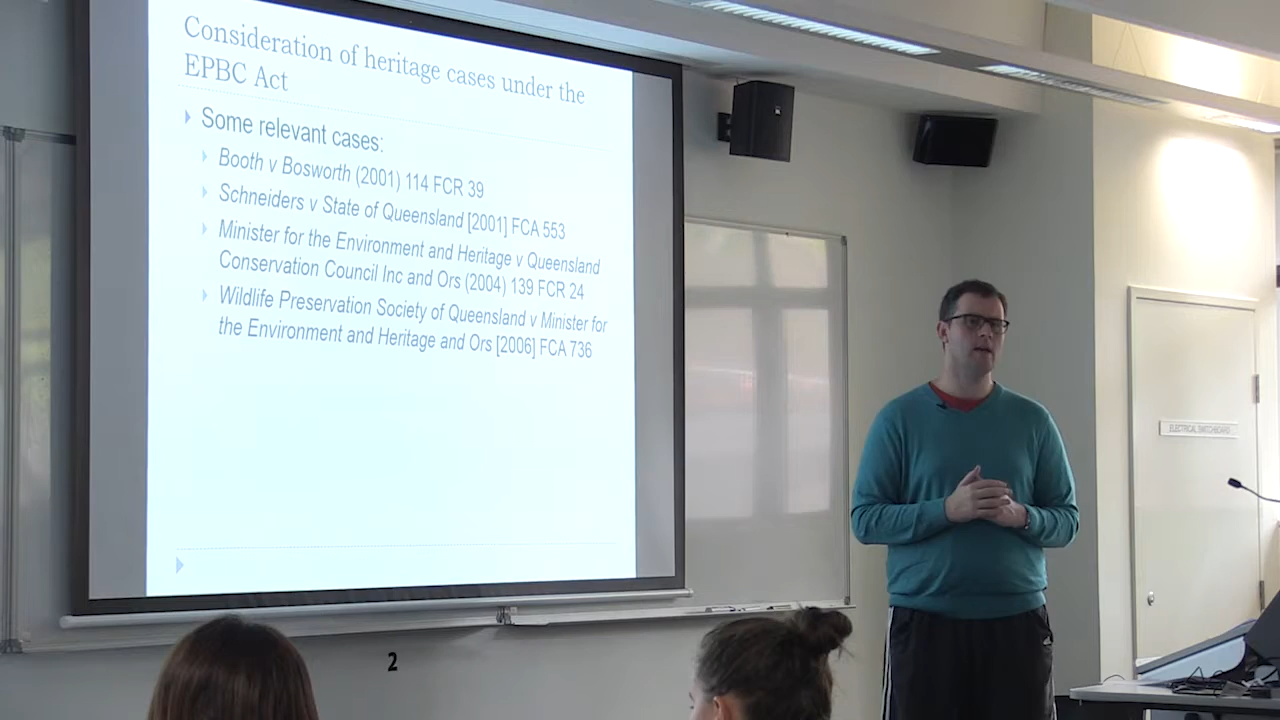 Consideration of heritage cases under the
EPBC Act
Some relevant cases:
Booth v Bosworth (2001) 114 FCR 39
Schneiders v State of Queensland [2001] FCA 553
Minister for the Environment and Heritage v Queensland
Conservation Council Inc and Ors (2004) 139 FCR 24
Wildlife Preservation Society of Queensland v Minister for
the Environment and Heritage and Ors [2006] FCA 736
ELECTRICAL SWITCHBOARD
2